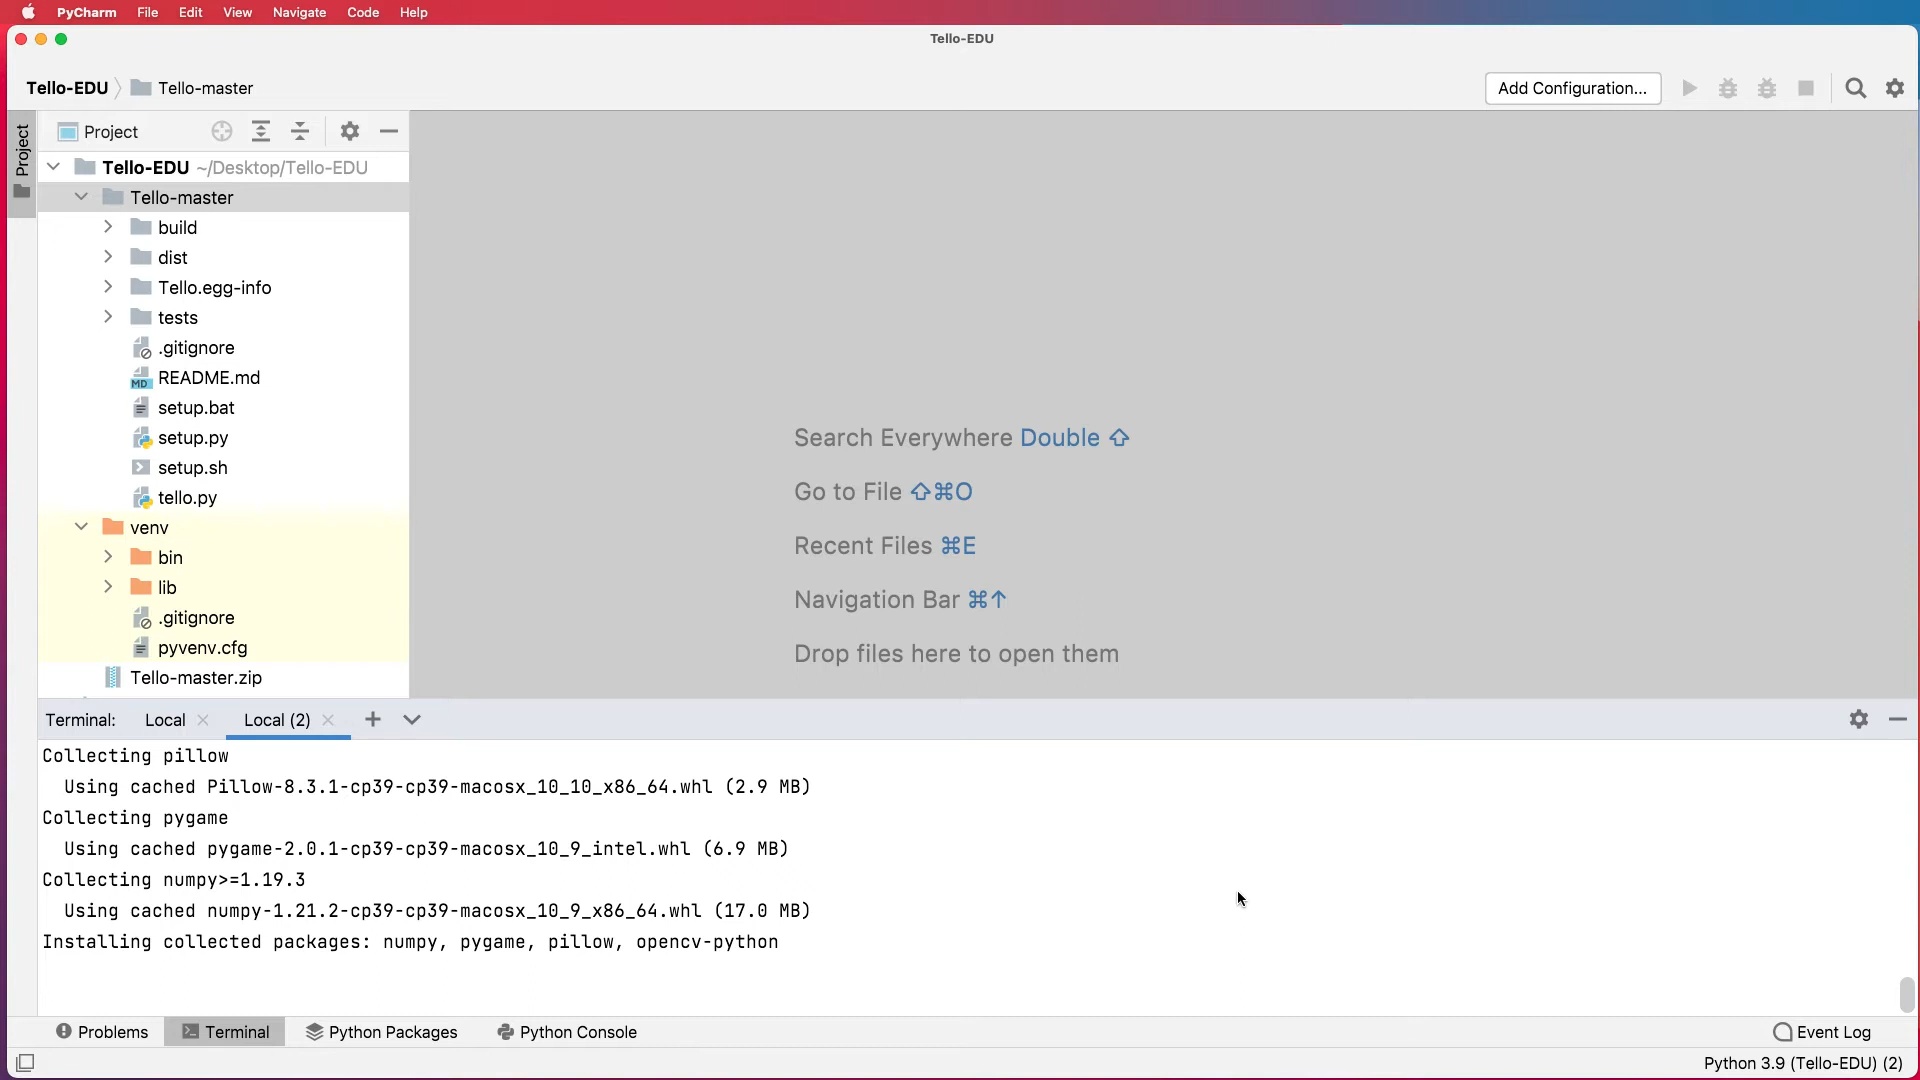 PyCharm File Edit View Navigate Code Help
Tello-EDU
Tello-EDU Tello-master
Add Configuration...
Project
Project
Tello-EDU ~/Desktop/Tello-EDU
Tello-master
build
dist
Tello.egg-info
tests
.gitignore
MD README.md
setup.bat
setup.py
setup.sh
tello.py
venv
bin
lib
.gitignore
pyvenv.cfg
Tello-master.zip
Search Everywhere Double ⇧
Go to File ⇧⌘O
Recent Files ⌘E
Navigation Bar ⌘↑
Drop files here to open them
Terminal: Local Local (2)
Collecting pillow
Using cached Pillow-8.3.1-cp39-cp39-macosx_10_10_x86_64.whl (2.9 MB)
Collecting pygame
Using cached pygame-2.0.1-cp39-cp39-macosx_10_9_intel.whl (6.9 MB)
Collecting numpy>=1.19.3
Using cached numpy-1.21.2-cp39-cp39-macosx_10_9_x86_64.whl (17.0 MB)
Installing collected packages: numpy, pygame, pillow, opencv-python
Problems Terminal Python Packages Python Console Event Log
Python 3.9 (Tello-EDU) (2)